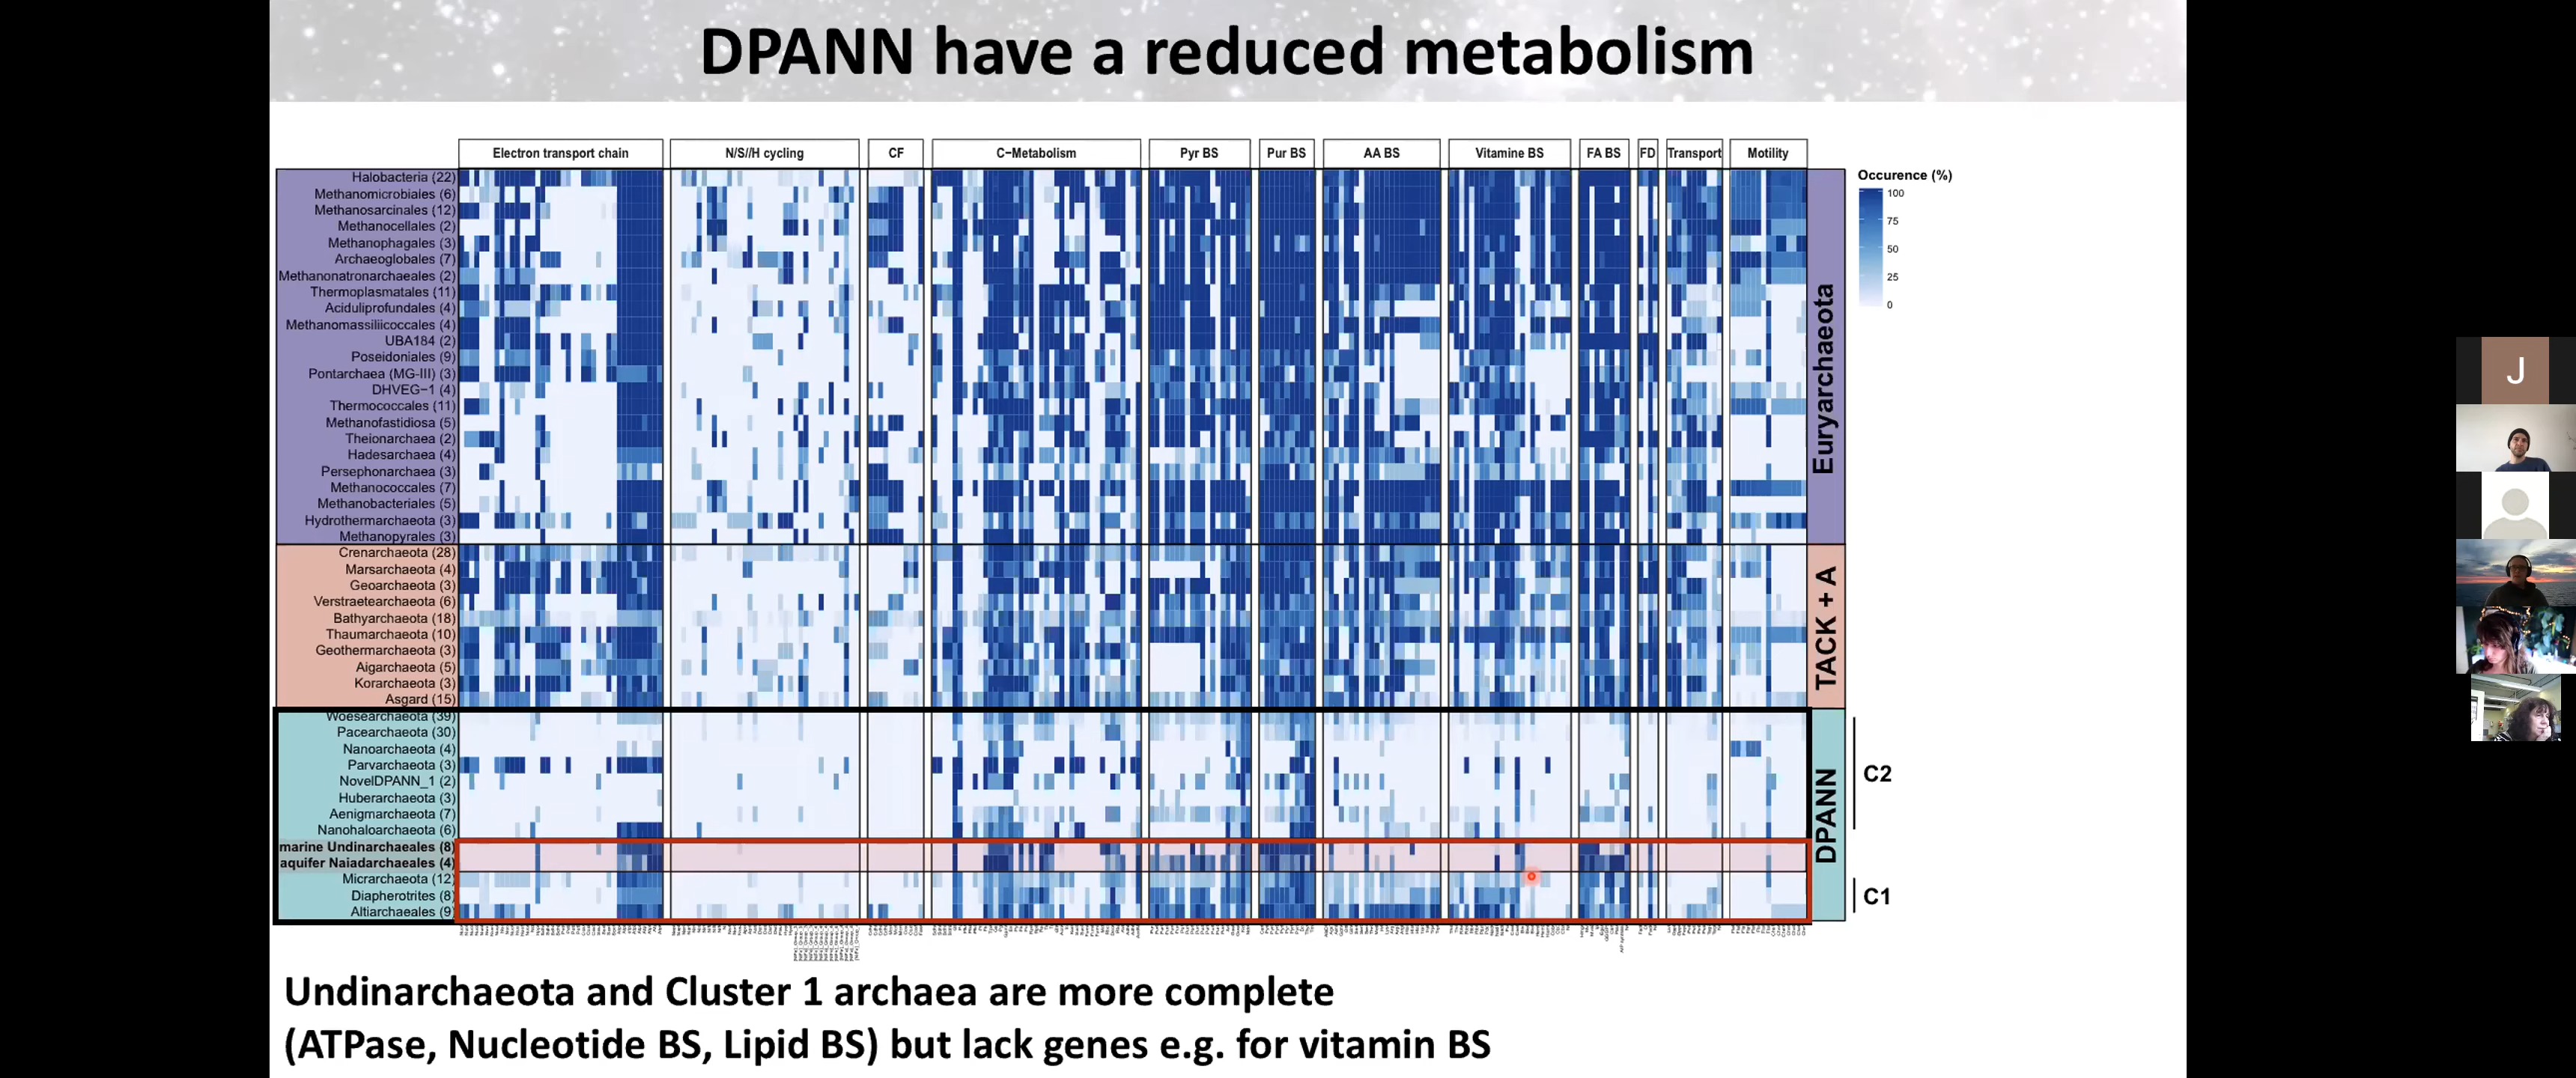 DPANN have a reduced metabolism
Electron transport chain
N/S//H cycling
CF
C−Metabolism
Pyr BS
Pur BS
AA BS
Vitamine BS
FA BS
FD
Transport
Motility
Occurence (%)
100
75
50
25
0
Halobacteria (22)
Methanomicrobiales (6)
Methanosarcinales (12)
Methanocellales (2)
Methanophagales (3)
Archaeoglobales (7)
Methanonatronarchaeales (2)
Thermoplasmatales (11)
Aciduliprofundales (4)
Methanomassiliicoccales (4)
UBA184 (2)
Poseidoniales (9)
Pontarchaea (MG-III) (3)
DHVEG−1 (4)
Thermococcales (11)
Methanofastidiosa (5)
Theionarchaea (2)
Hadesarchaea (4)
Persephonarchaea (3)
Methanococcales (7)
Methanobacteriales (5)
Hydrothermarchaeota (3)
Methanopyrales (3)
Euryarchaeota
Crenarchaeota (28)
Marsarchaeota (4)
Geoarchaeota (3)
Verstraetearchaeota (6)
Bathyarchaeota (18)
Thaumarchaeota (10)
Geothermarchaeota (3)
Aigarchaeota (5)
Korarchaeota (3)
Asgard (15)
TACK + A
Woesearchaeota (39)
Pacearchaeota (30)
Nanoarchaeota (4)
Parvarchaeota (3)
NovelDPANN_1 (2)
Huberarchaeota (3)
Aenigmarchaeota (7)
Nanohaloarchaeota (6)
marine Undinarchaeales (8)
aquifer Naiadarchaeales (4)
Micrarchaeota (12)
Diapherotrites (8)
Altiarchaeales (9)
DPANN
C2
C1
Undinarchaeota and Cluster 1 archaea are more complete
(ATPase, Nucleotide BS, Lipid BS) but lack genes e.g. for vitamin BS
J